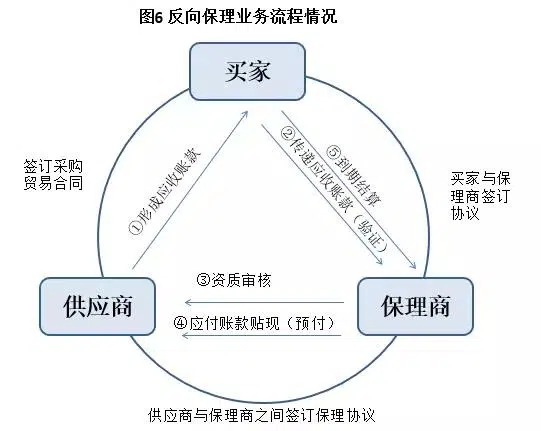 图6 反向保理业务流程情况
买家
签订采购
贸易合同
①形成应收账款
②传递应收账款（验证）
⑤到期结算
买家与保
理商签订
协议
③资质审核
供应商
保理商
④应付账款贴现（预付）
供应商与保理商之间签订保理协议